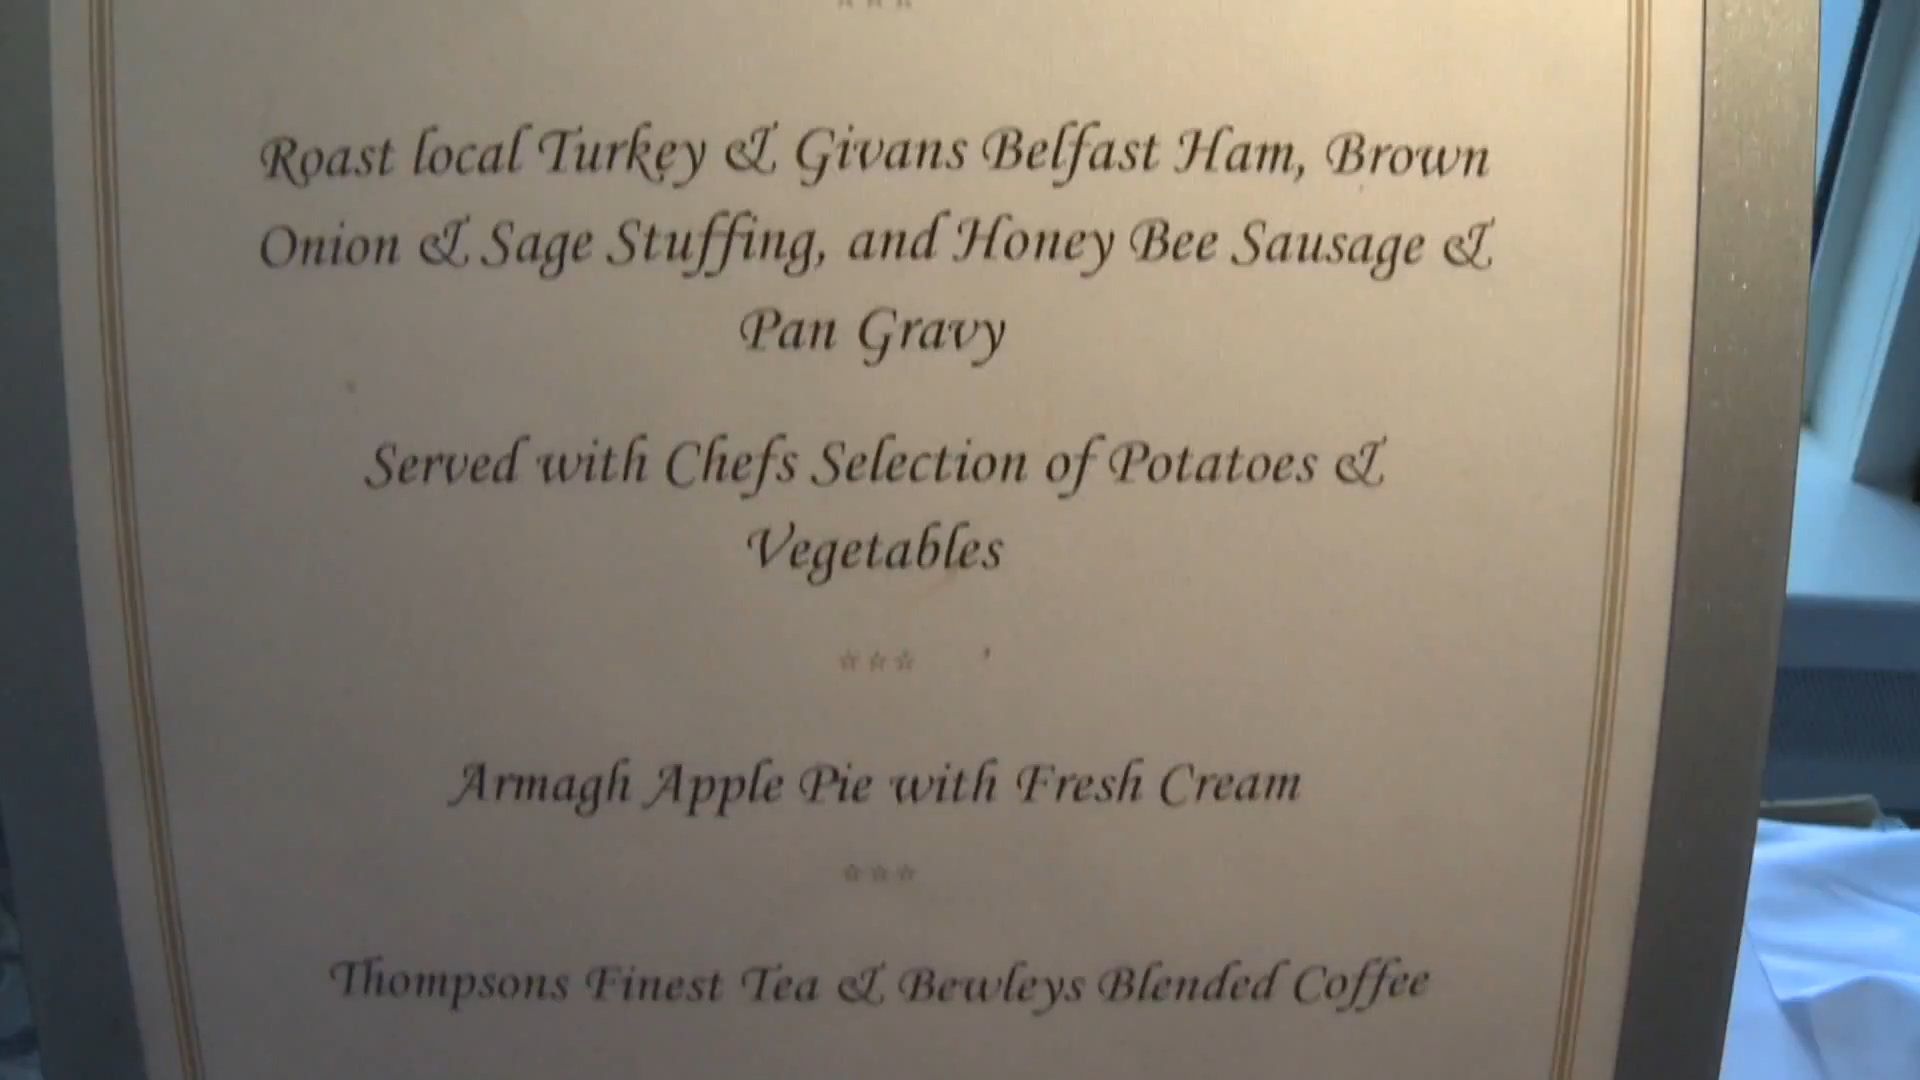 Roast local Turkey & Givans Belfast Ham, Brown
Onion & Sage Stuffing, and Honey Bee Sausage &
Pan Gravy
Served with Chefs Selection of Potatoes &
Vegetables
Armagh Apple Pie with Fresh Cream
Thompsons Finest Tea & Bewleys Blended Coffee